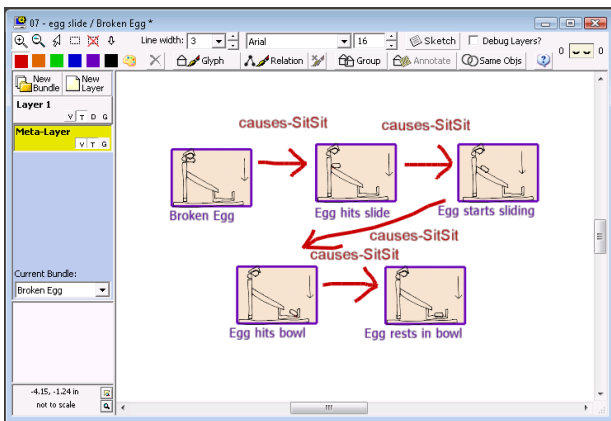 07 - egg slide / Broken Egg *
Line width: 3 Arial 16 Sketch Debug Layers?
Glyph Relation Group Annotate Same Objs 0 0
New Bundle New Layer
Layer 1
V T D G
Meta-Layer
V T G
causes-SitSit causes-SitSit
Broken Egg Egg hits slide Egg starts sliding
causes-SitSit
causes-SitSit
Current Bundle:
Broken Egg
Egg hits bowl Egg rests in bowl
-4.15, -1.24 in
not to scale